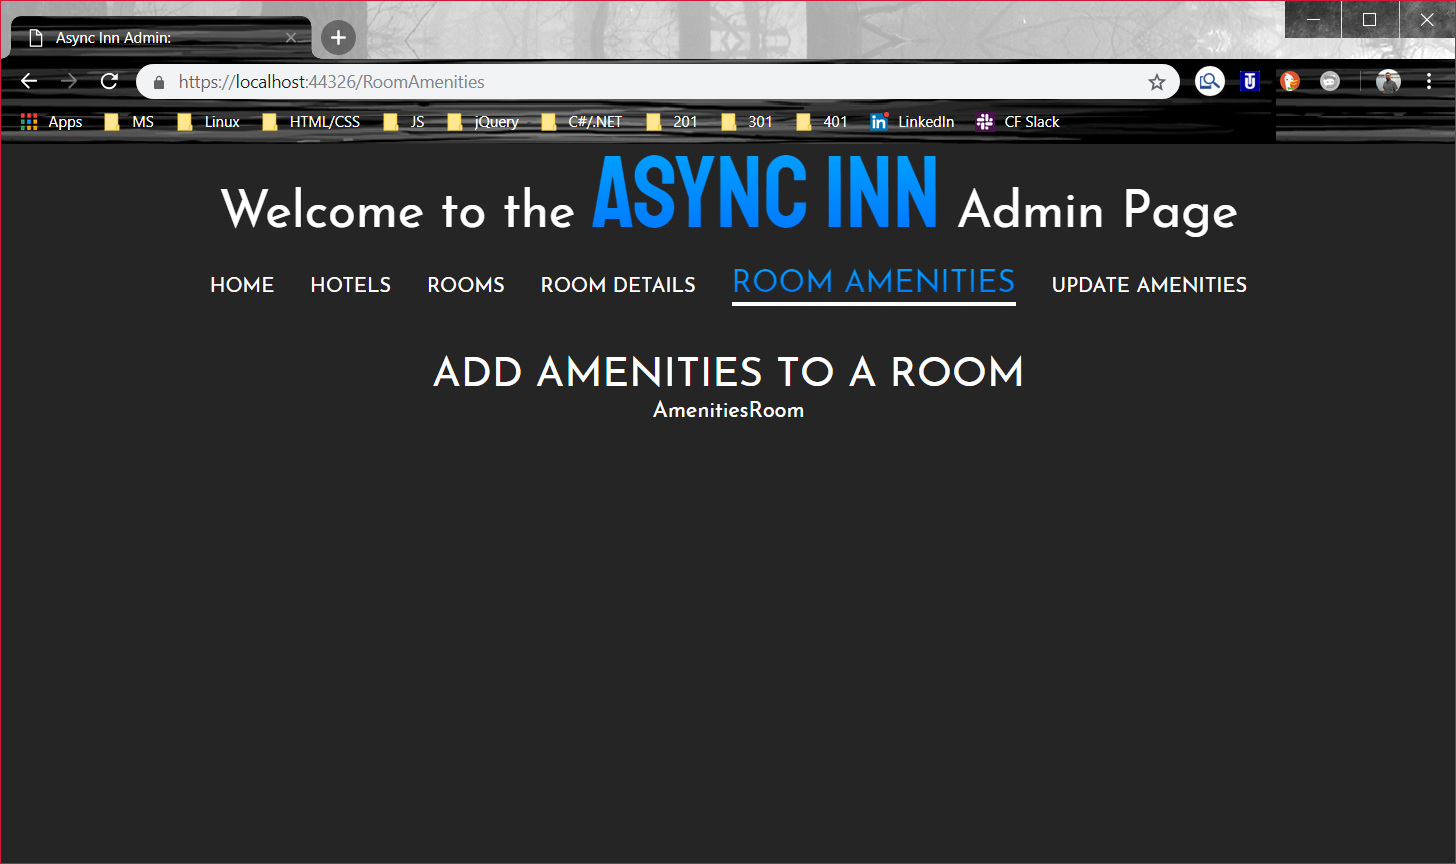 Async Inn Admin:
https://localhost:44326/RoomAmenities
Apps MS Linux HTML/CSS JS jQuery C#/.NET 201 301 401 LinkedIn CF Slack
Welcome to the ASYNC INN Admin Page
HOME HOTELS ROOMS ROOM DETAILS ROOM AMENITIES UPDATE AMENITIES
ADD AMENITIES TO A ROOM
AmenitiesRoom